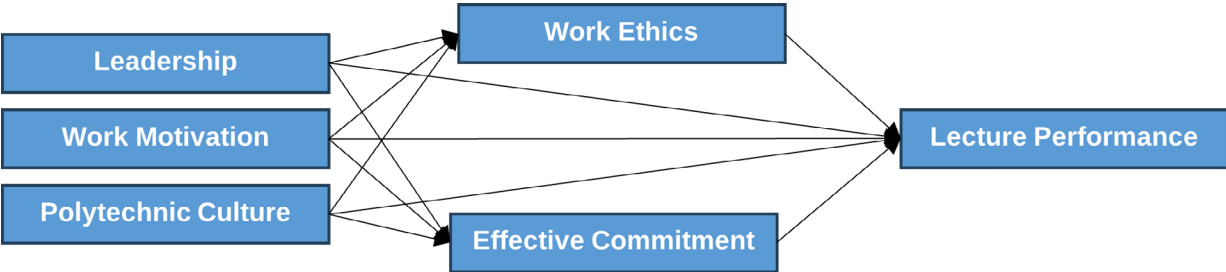 Work Ethics
Leadership
Work Motivation
Lecture Performance
Polytechnic Culture
Effective Commitment